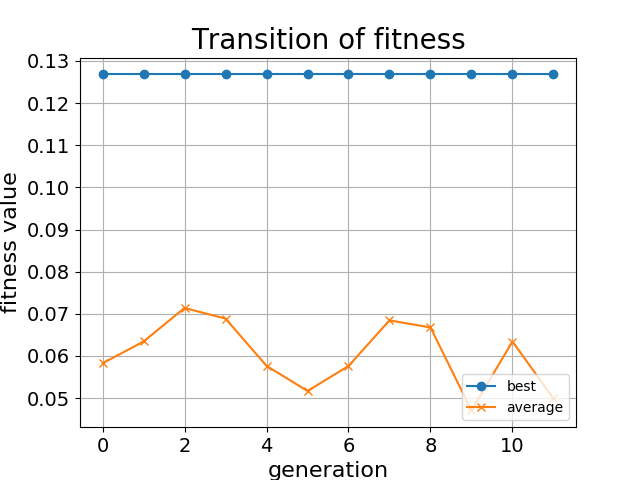 Transition of fitness
0.13
0.12
0.11
0.10
0.09
0.08
0.07
0.06
0.05
fitness value
0 2 4 6 8 10
generation
best
average